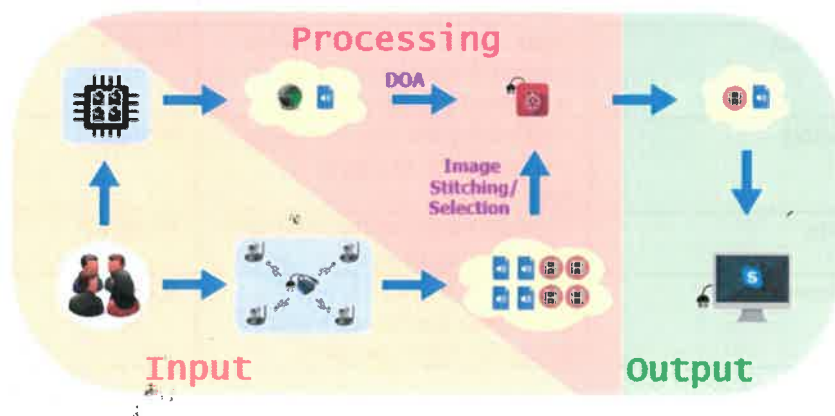 Processing
DOA
Image
Stitching/
Selection
S
Input
Output